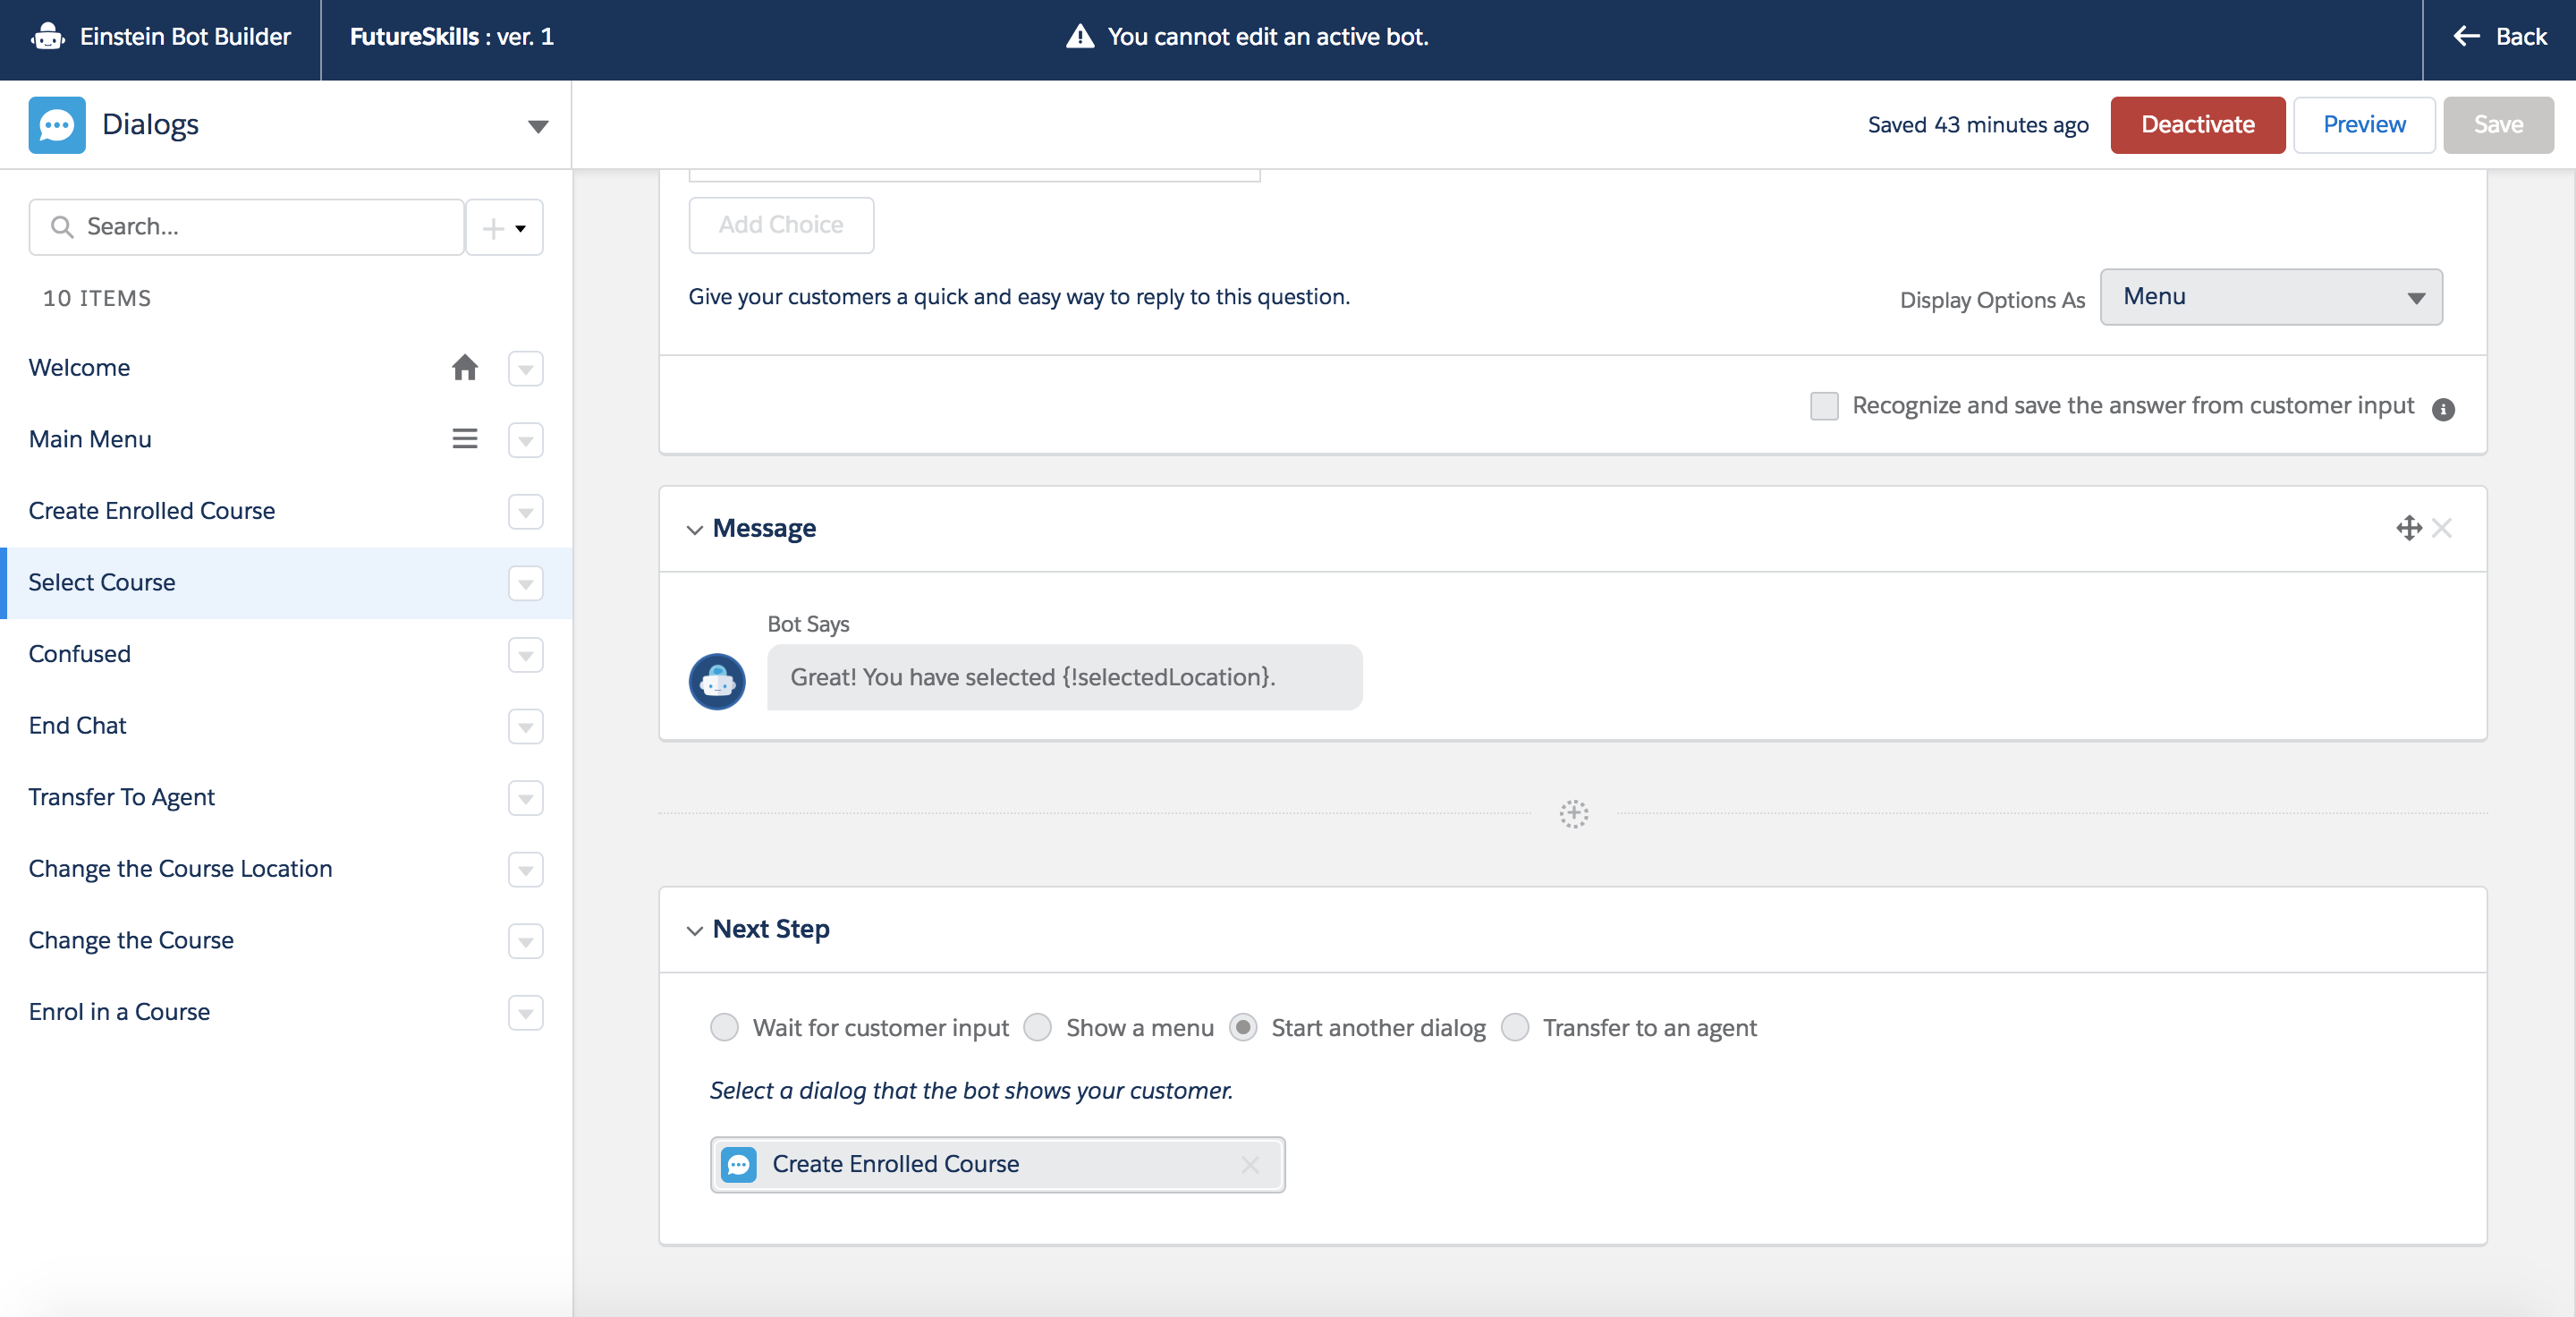 Einstein Bot Builder
FutureSkills : ver. 1
You cannot edit an active bot.
Back
Dialogs
Saved 43 minutes ago
Deactivate
Preview
Save
Search...
10 ITEMS
Welcome
Main Menu
Create Enrolled Course
Select Course
Confused
End Chat
Transfer To Agent
Change the Course Location
Change the Course
Enrol in a Course
Add Choice
Give your customers a quick and easy way to reply to this question.
Display Options As
Menu
Recognize and save the answer from customer input
Message
Bot Says
Great! You have selected {!selectedLocation}.
Next Step
Wait for customer input
Show a menu
Start another dialog
Transfer to an agent
Select a dialog that the bot shows your customer.
Create Enrolled Course